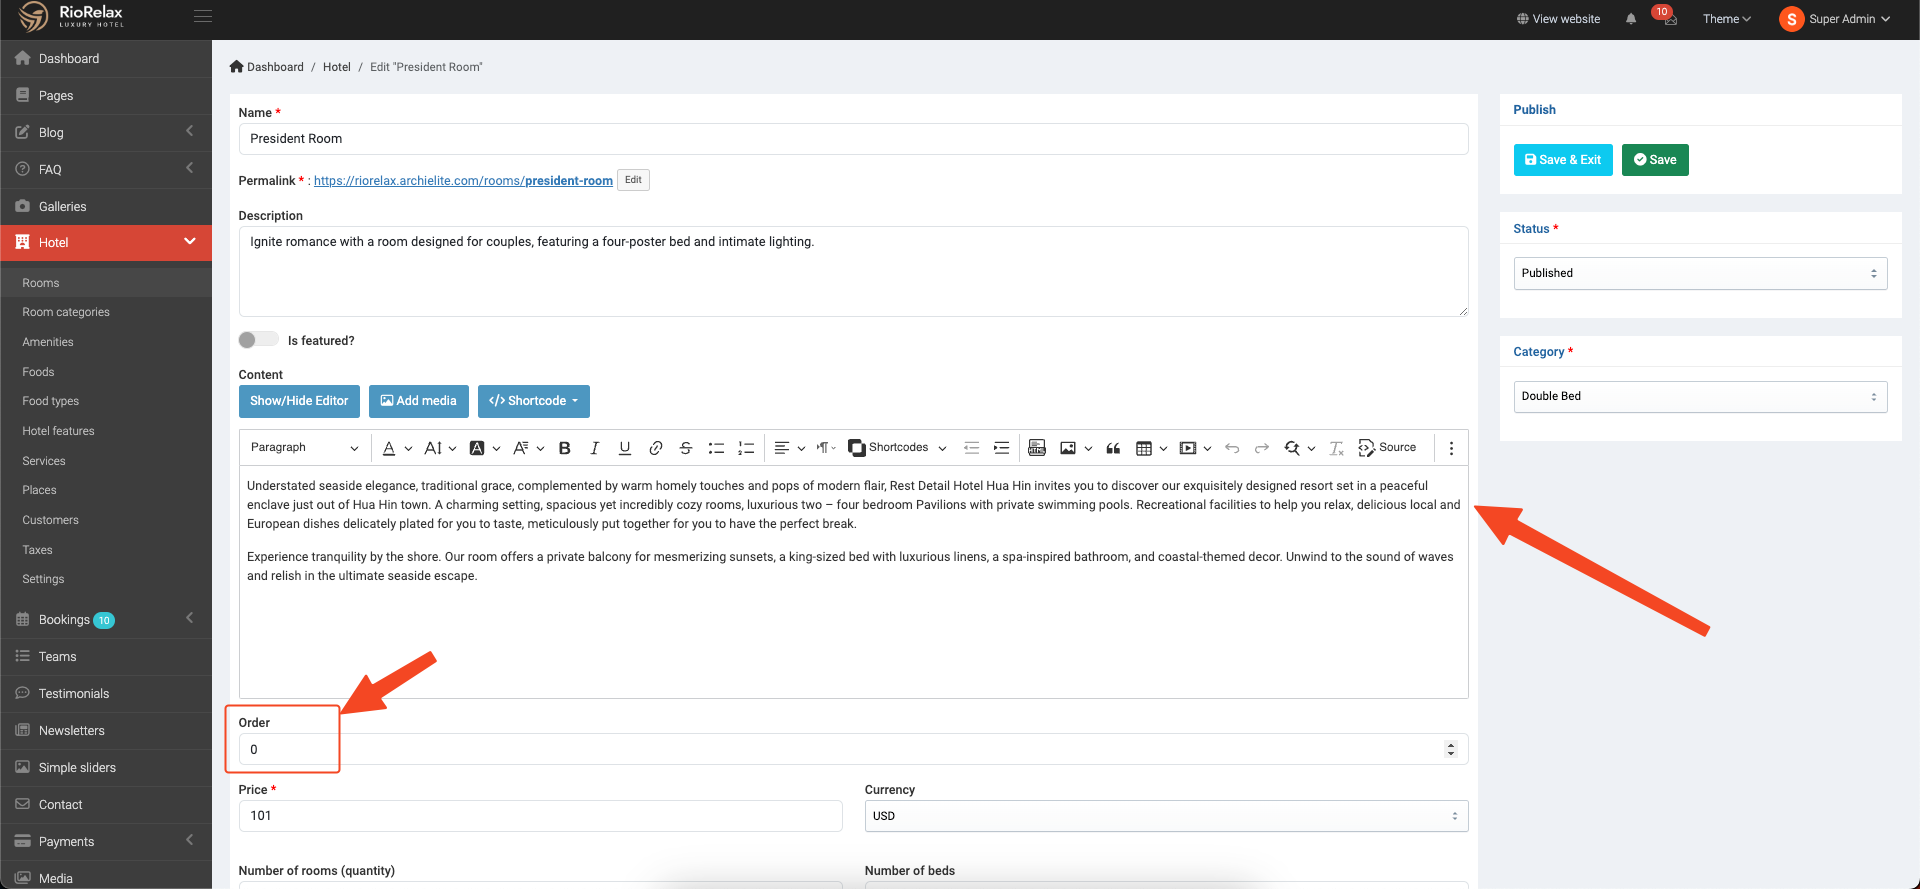 RioRelax
LUXURY HOTEL
View website
10
Theme
S
Super Admin
Dashboard
Pages
Blog
FAQ
Galleries
Hotel
Rooms
Room categories
Amenities
Foods
Food types
Hotel features
Services
Places
Customers
Taxes
Settings
Bookings 10
Teams
Testimonials
Newsletters
Simple sliders
Contact
Payments
Media
Dashboard / Hotel / Edit "President Room"
Name *
President Room
Permalink * : https://riorelax.archielite.com/rooms/president-room Edit
Description
Ignite romance with a room designed for couples, featuring a four-poster bed and intimate lighting.
Is featured?
Content
Show/Hide Editor
Add media
</> Shortcode
Paragraph
Shortcodes
Source
Understated seaside elegance, traditional grace, complemented by warm homely touches and pops of modern flair, Rest Detail Hotel Hua Hin invites you to discover our exquisitely designed resort set in a peaceful
enclave just out of Hua Hin town. A charming setting, spacious yet incredibly cozy rooms, luxurious two – four bedroom Pavilions with private swimming pools. Recreational facilities to help you relax, delicious local and
European dishes delicately plated for you to taste, meticulously put together for you to have the perfect break.
Experience tranquility by the shore. Our room offers a private balcony for mesmerizing sunsets, a king-sized bed with luxurious linens, a spa-inspired bathroom, and coastal-themed decor. Unwind to the sound of waves
and relish in the ultimate seaside escape.
Order
0
Price *
101
Currency
USD
Number of rooms (quantity)
Number of beds
Publish
Save & Exit
Save
Status *
Published
Category *
Double Bed